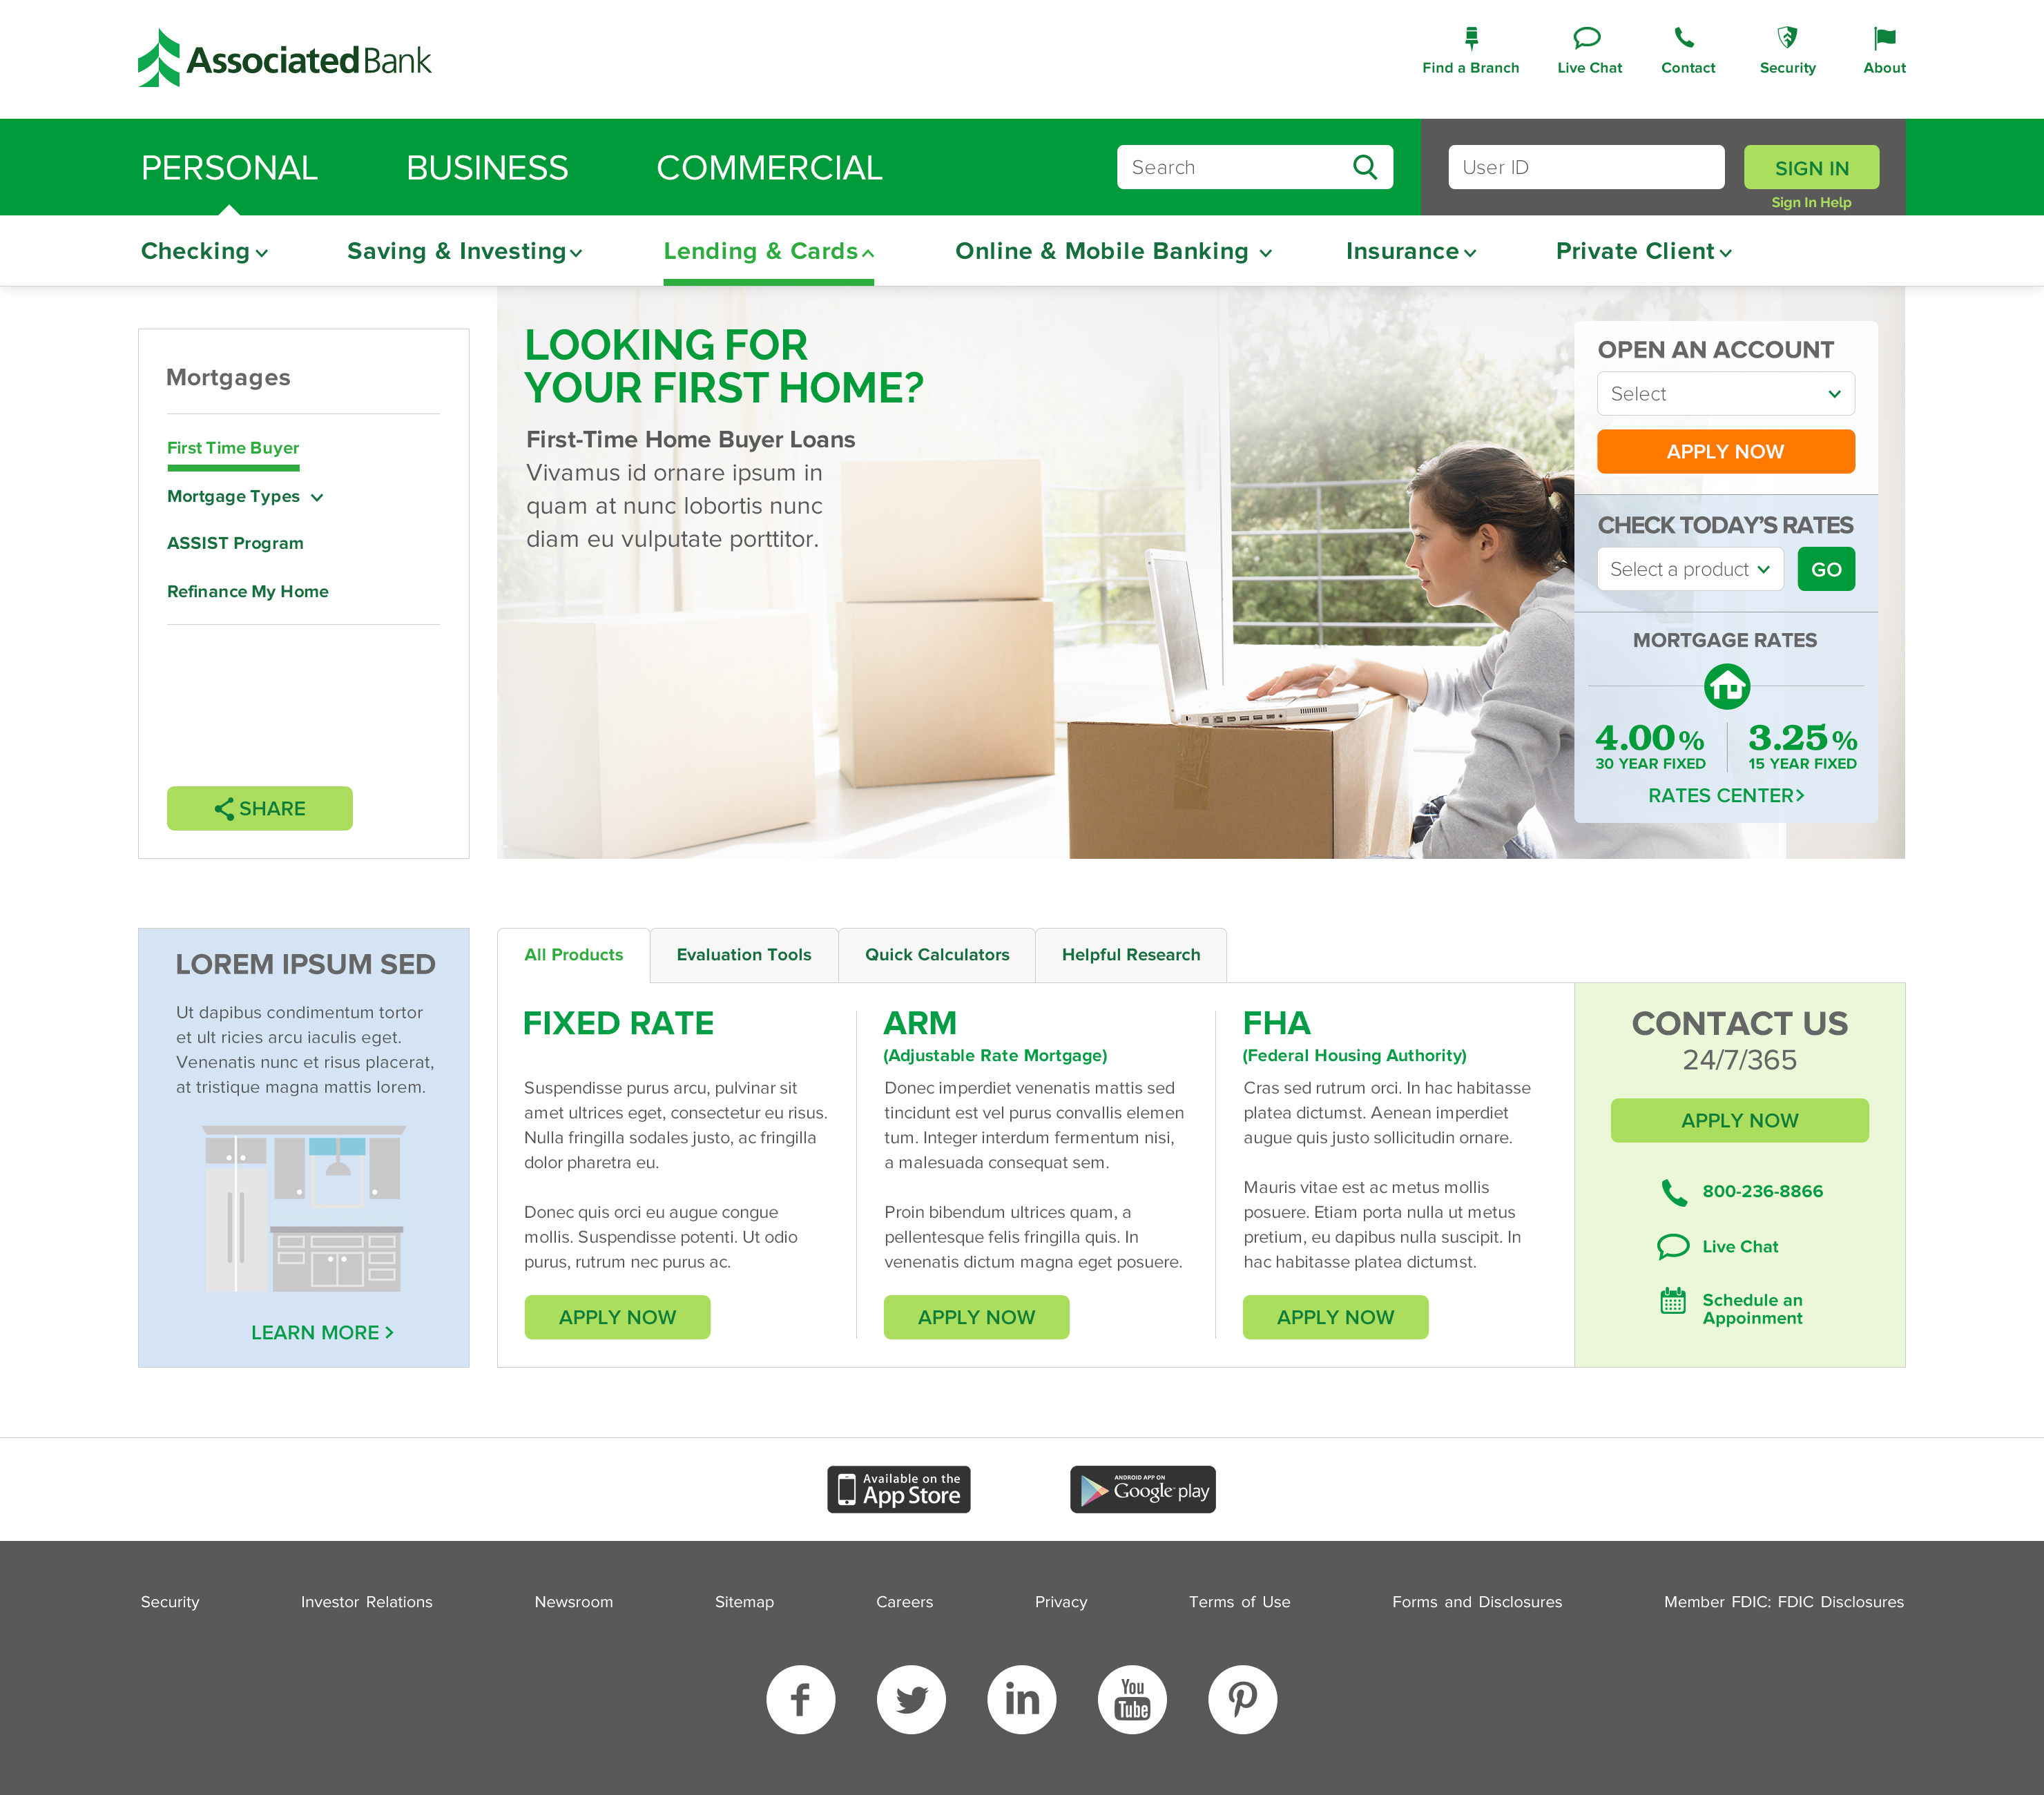 Associated Bank
Find a Branch
Live Chat
Contact
Security
About
PERSONAL
BUSINESS
COMMERCIAL
Search
User ID
SIGN IN
Sign In Help
Checking
Saving & Investing
Lending & Cards
Online & Mobile Banking
Insurance
Private Client
Mortgages
First Time Buyer
Mortgage Types
ASSIST Program
Refinance My Home
SHARE
LOOKING FOR
YOUR FIRST HOME?
First-Time Home Buyer Loans
Vivamus id ornare ipsum in
quam at nunc lobortis nunc
diam eu vulputate porttitor.
OPEN AN ACCOUNT
Select
APPLY NOW
CHECK TODAY'S RATES
Select a product
GO
MORTGAGE RATES
4.00%
30 YEAR FIXED
3.25%
15 YEAR FIXED
RATES CENTER
LOREM IPSUM SED
Ut dapibus condimentum tortor
et ult ricies arcu iaculis eget.
Venenatis nunc et risus placerat,
at tristique magna mattis lorem.
LEARN MORE
All Products
Evaluation Tools
Quick Calculators
Helpful Research
FIXED RATE
Suspendisse purus arcu, pulvinar sit
amet ultrices eget, consectetur eu risus.
Nulla fringilla sodales justo, ac fringilla
dolor pharetra eu.
Donec quis orci eu augue congue
mollis. Suspendisse potenti. Ut odio
purus, rutrum nec purus ac.
APPLY NOW
ARM
(Adjustable Rate Mortgage)
Donec imperdiet venenatis mattis sed
tincidunt est vel purus convallis elemen
tum. Integer interdum fermentum nisi,
a malesuada consequat sem.
Proin bibendum ultrices quam, a
pellentesque felis fringilla quis. In
venenatis dictum magna eget posuere.
APPLY NOW
FHA
(Federal Housing Authority)
Cras sed rutrum orci. In hac habitasse
platea dictumst. Aenean imperdiet
augue quis justo sollicitudin ornare.
Mauris vitae est ac metus mollis
posuere. Etiam porta nulla ut metus
pretium, eu dapibus nulla suscipit. In
hac habitasse platea dictumst.
APPLY NOW
CONTACT US
24/7/365
APPLY NOW
800-236-8866
Live Chat
Schedule an
Appoinment
Available on the
App Store
ANDROID APP ON
Google play
Security
Investor Relations
Newsroom
Sitemap
Careers
Privacy
Terms of Use
Forms and Disclosures
Member FDIC: FDIC Disclosures
f
in
You
Tube